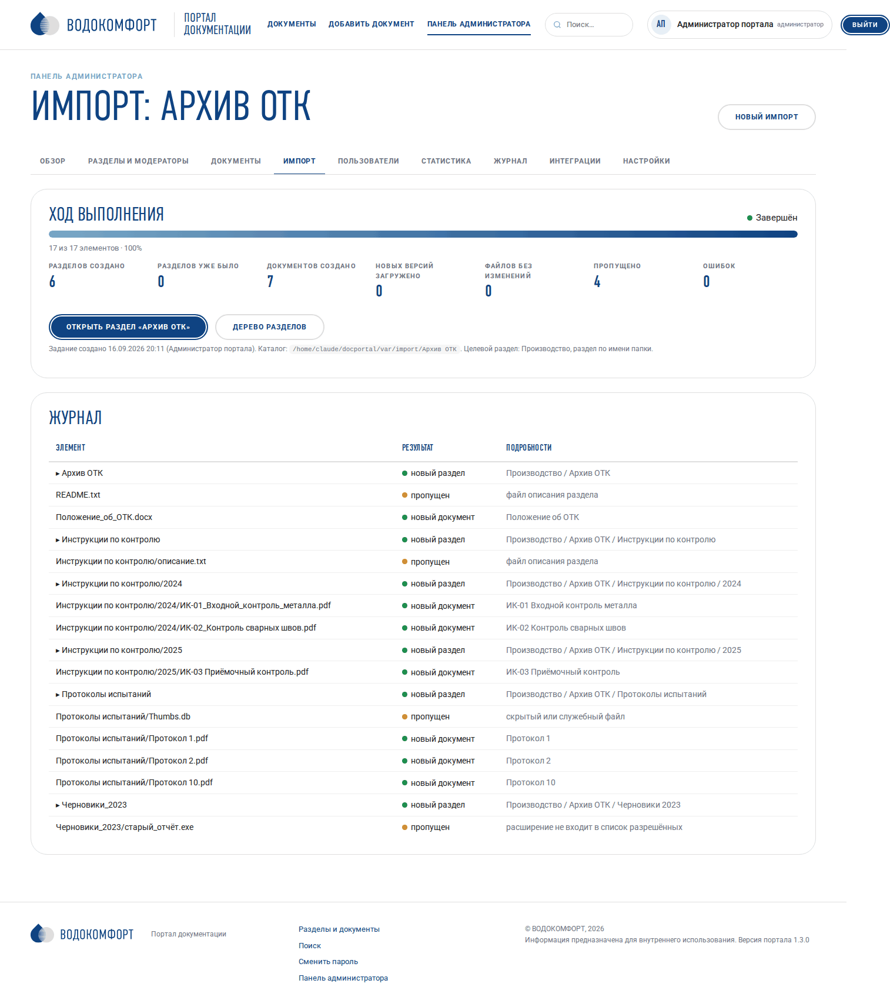 ВОДОКОМФОРТ
ПОРТАЛ
ДОКУМЕНТАЦИИ
ДОКУМЕНТЫ ДОБАВИТЬ ДОКУМЕНТ ПАНЕЛЬ АДМИНИСТРАТОРА
Поиск...
АП Администратор портала администратор
ВЫЙТИ
ПАНЕЛЬ АДМИНИСТРАТОРА
ИМПОРТ: АРХИВ ОТК
НОВЫЙ ИМПОРТ
ОБЗОР РАЗДЕЛЫ И МОДЕРАТОРЫ ДОКУМЕНТЫ ИМПОРТ ПОЛЬЗОВАТЕЛИ СТАТИСТИКА ЖУРНАЛ ИНТЕГРАЦИИ НАСТРОЙКИ
ХОД ВЫПОЛНЕНИЯ
Завершён
17 из 17 элементов · 100%
РАЗДЕЛОВ СОЗДАНО
6
РАЗДЕЛОВ УЖЕ БЫЛО
0
ДОКУМЕНТОВ СОЗДАНО
7
НОВЫХ ВЕРСИЙ
ЗАГРУЖЕНО
0
ФАЙЛОВ БЕЗ
ИЗМЕНЕНИЙ
0
ПРОПУЩЕНО
4
ОШИБОК
0
ОТКРЫТЬ РАЗДЕЛ «АРХИВ ОТК» ДЕРЕВО РАЗДЕЛОВ
Задание создано 16.09.2026 20:11 (Администратор портала). Каталог: /home/claude/docportal/var/import/Архив ОТК. Целевой раздел: Производство, раздел по имени папки.
ЖУРНАЛ
ЭЛЕМЕНТ РЕЗУЛЬТАТ ПОДРОБНОСТИ
▸ Архив ОТК новый раздел Производство / Архив ОТК
README.txt пропущен файл описания раздела
Положение_об_ОТК.docx новый документ Положение об ОТК
▸ Инструкции по контролю новый раздел Производство / Архив ОТК / Инструкции по контролю
Инструкции по контролю/описание.txt пропущен файл описания раздела
▸ Инструкции по контролю/2024 новый раздел Производство / Архив ОТК / Инструкции по контролю / 2024
Инструкции по контролю/2024/ИК-01_Входной_контроль_металла.pdf новый документ ИК-01 Входной контроль металла
Инструкции по контролю/2024/ИК-02_Контроль сварных швов.pdf новый документ ИК-02 Контроль сварных швов
▸ Инструкции по контролю/2025 новый раздел Производство / Архив ОТК / Инструкции по контролю / 2025
Инструкции по контролю/2025/ИК-03 Приёмочный контроль.pdf новый документ ИК-03 Приёмочный контроль
▸ Протоколы испытаний новый раздел Производство / Архив ОТК / Протоколы испытаний
Протоколы испытаний/Thumbs.db пропущен скрытый или служебный файл
Протоколы испытаний/Протокол 1.pdf новый документ Протокол 1
Протоколы испытаний/Протокол 2.pdf новый документ Протокол 2
Протоколы испытаний/Протокол 10.pdf новый документ Протокол 10
▸ Черновики_2023 новый раздел Производство / Архив ОТК / Черновики 2023
Черновики_2023/старый_отчёт.exe пропущен расширение не входит в список разрешённых
ВОДОКОМФОРТ
Портал документации
Разделы и документы
Поиск
Сменить пароль
Панель администратора
© ВОДОКОМФОРТ, 2026
Информация предназначена для внутреннего использования. Версия портала 1.3.0